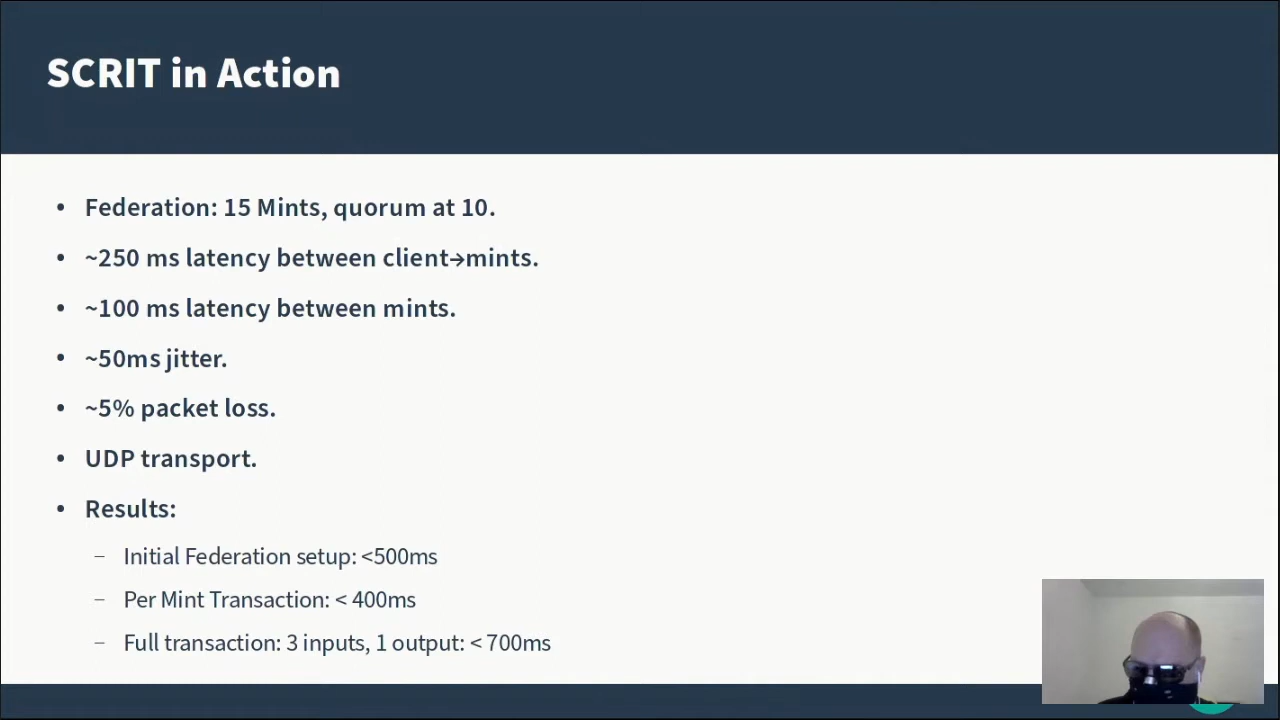 SCRIT in Action
• Federation: 15 Mints, quorum at 10.
• ~250 ms latency between client→mints.
• ~100 ms latency between mints.
• ~50ms jitter.
• ~5% packet loss.
• UDP transport.
• Results:
– Initial Federation setup: <500ms
– Per Mint Transaction: < 400ms
– Full transaction: 3 inputs, 1 output: < 700ms